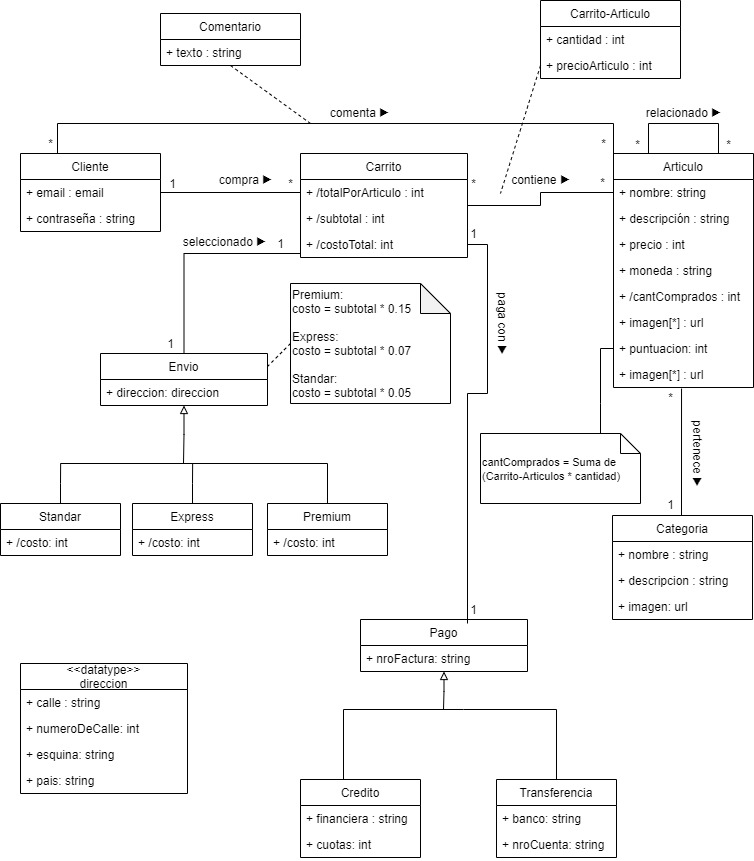 Comentario
+ texto : string
Carrito-Articulo
+ cantidad : int
+ precioArticulo : int
comenta
relacionado
*
*
*
*
Cliente
+ email : email
+ contraseña : string
1
compra
*
Carrito
+ /totalPorArticulo : int
+ /subtotal : int
+ /costoTotal: int
*
contiene
*
Articulo
+ nombre: string
+ descripción : string
+ precio : int
+ moneda : string
+ /cantComprados : int
+ imagen[*] : url
+ puntuacion: int
+ imagen[*] : url
seleccionado
1
1
1
paga con
Premium:
costo = subtotal * 0.15
Express:
costo = subtotal * 0.07
Standar:
costo = subtotal * 0.05
Envio
+ direccion: direccion
*
pertenece
1
cantComprados = Suma de
(Carrito-Articulos * cantidad)
Standar
+ /costo: int
Express
+ /costo: int
Premium
+ /costo: int
Categoria
+ nombre : string
+ descripcion : string
+ imagen: url
1
Pago
+ nroFactura: string
<<datatype>>
direccion
+ calle : string
+ numeroDeCalle: int
+ esquina: string
+ pais: string
Credito
+ financiera : string
+ cuotas: int
Transferencia
+ banco: string
+ nroCuenta: string